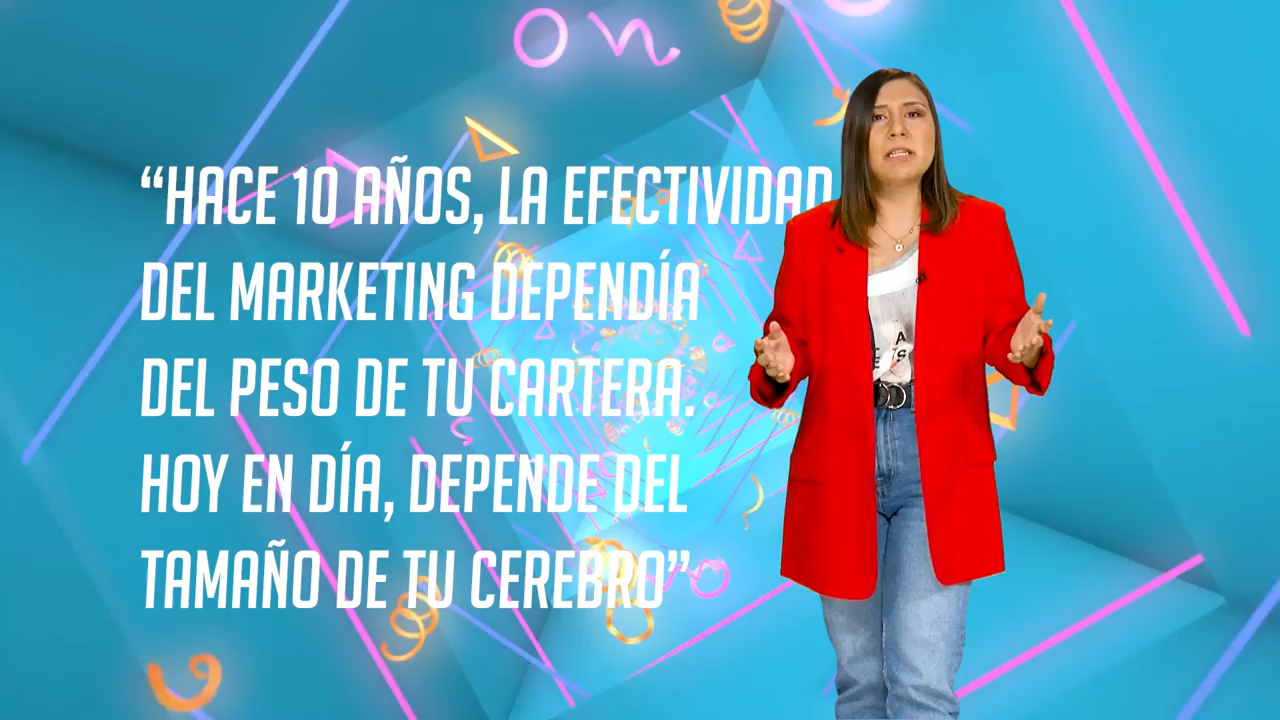 “HACE 10 AÑOS, LA EFECTIVIDAD
DEL MARKETING DEPENDÍA
DEL PESO DE TU CARTERA.
HOY EN DÍA, DEPENDE DEL
TAMAÑO DE TU CEREBRO”